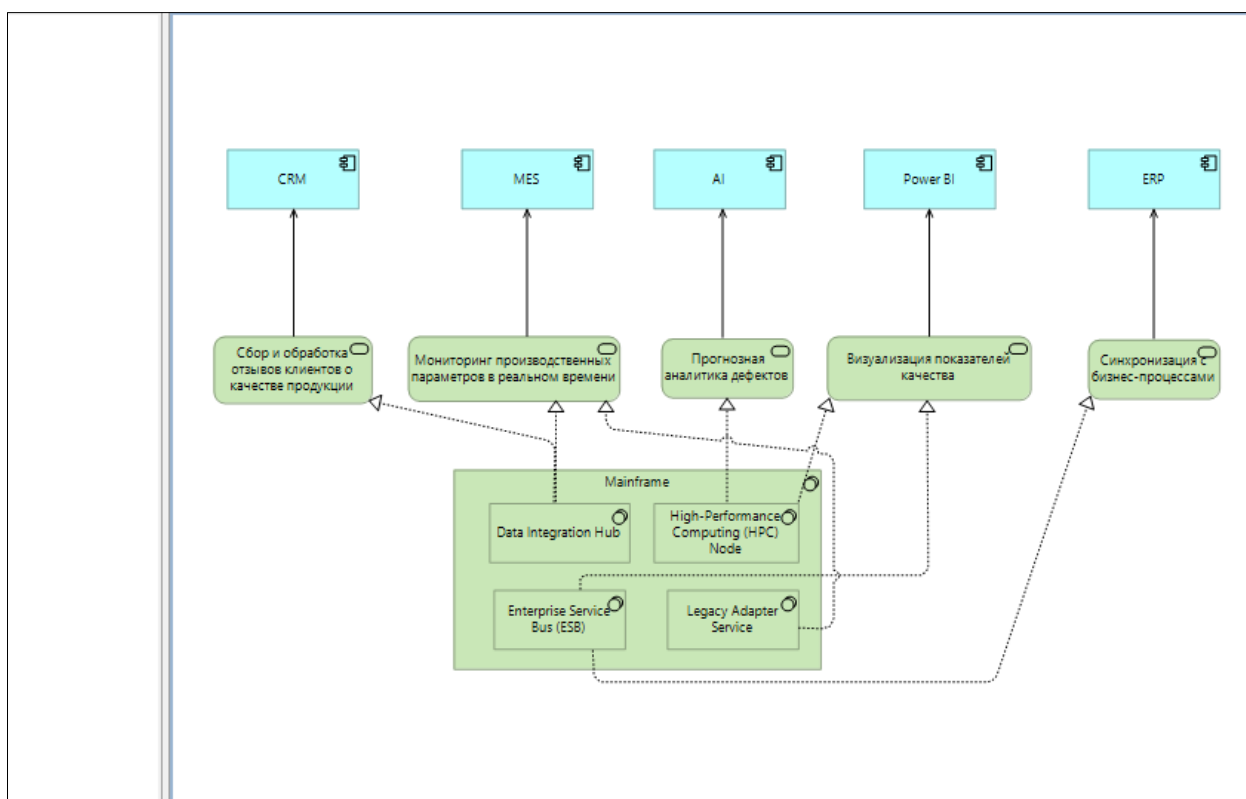 CRM
MES
AI
Power BI
ERP
Сбор и обработка
отзывов клиентов о
качестве продукции
Мониторинг производственных
параметров в реальном времени
Прогнозная
аналитика дефектов
Визуализация показателей
качества
Синхронизация с
бизнес-процессами
Mainframe
Data Integration Hub
High-Performance
Computing (HPC)
Node
Enterprise Service
Bus (ESB)
Legacy Adapter
Service